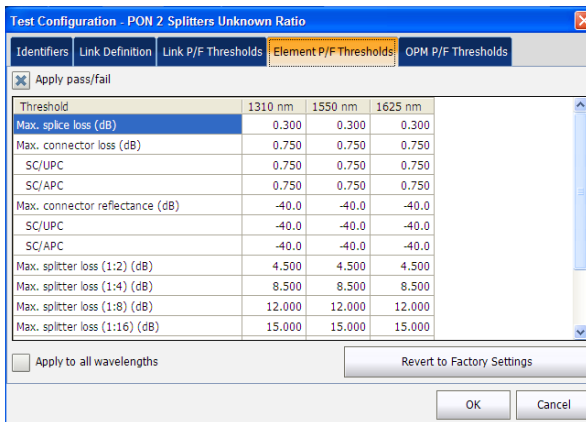 Test Configuration - PON 2 Splitters Unknown Ratio
Identifiers Link Definition Link P/F Thresholds Element P/F Thresholds OPM P/F Thresholds
Apply pass/fail
Threshold 1310 nm 1550 nm 1625 nm
Max. splice loss (dB) 0.300 0.300 0.300
Max. connector loss (dB) 0.750 0.750 0.750
SC/UPC 0.750 0.750 0.750
SC/APC 0.750 0.750 0.750
Max. connector reflectance (dB) -40.0 -40.0 -40.0
SC/UPC -40.0 -40.0 -40.0
SC/APC -40.0 -40.0 -40.0
Max. splitter loss (1:2) (dB) 4.500 4.500 4.500
Max. splitter loss (1:4) (dB) 8.500 8.500 8.500
Max. splitter loss (1:8) (dB) 12.000 12.000 12.000
Max. splitter loss (1:16) (dB) 15.000 15.000 15.000
Apply to all wavelengths Revert to Factory Settings
OK Cancel